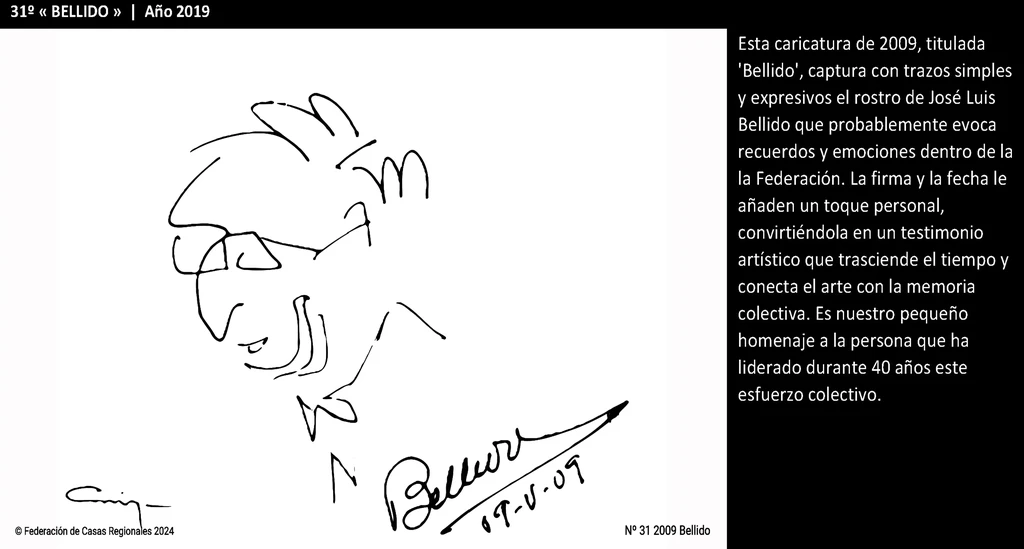 31º « BELLIDO » | Año 2019
Esta caricatura de 2009, titulada
'Bellido', captura con trazos simples
y expresivos el rostro de José Luis
Bellido que probablemente evoca
recuerdos y emociones dentro de la
la Federación. La firma y la fecha le
añaden un toque personal,
convirtiéndola en un testimonio
artístico que trasciende el tiempo y
conecta el arte con la memoria
colectiva. Es nuestro pequeño
homenaje a la persona que ha
liderado durante 40 años este
esfuerzo colectivo.
Bellido
19-V-09
© Federación de Casas Regionales 2024
Nº 31 2009 Bellido